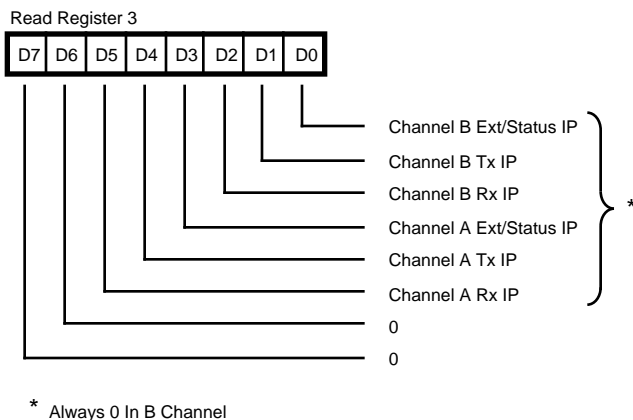 Read Register 3
D7 D6 D5 D4 D3 D2 D1 D0
Channel B Ext/Status IP
Channel B Tx IP
Channel B Rx IP
Channel A Ext/Status IP
*
Channel A Tx IP
Channel A Rx IP
0
0
* Always 0 In B Channel